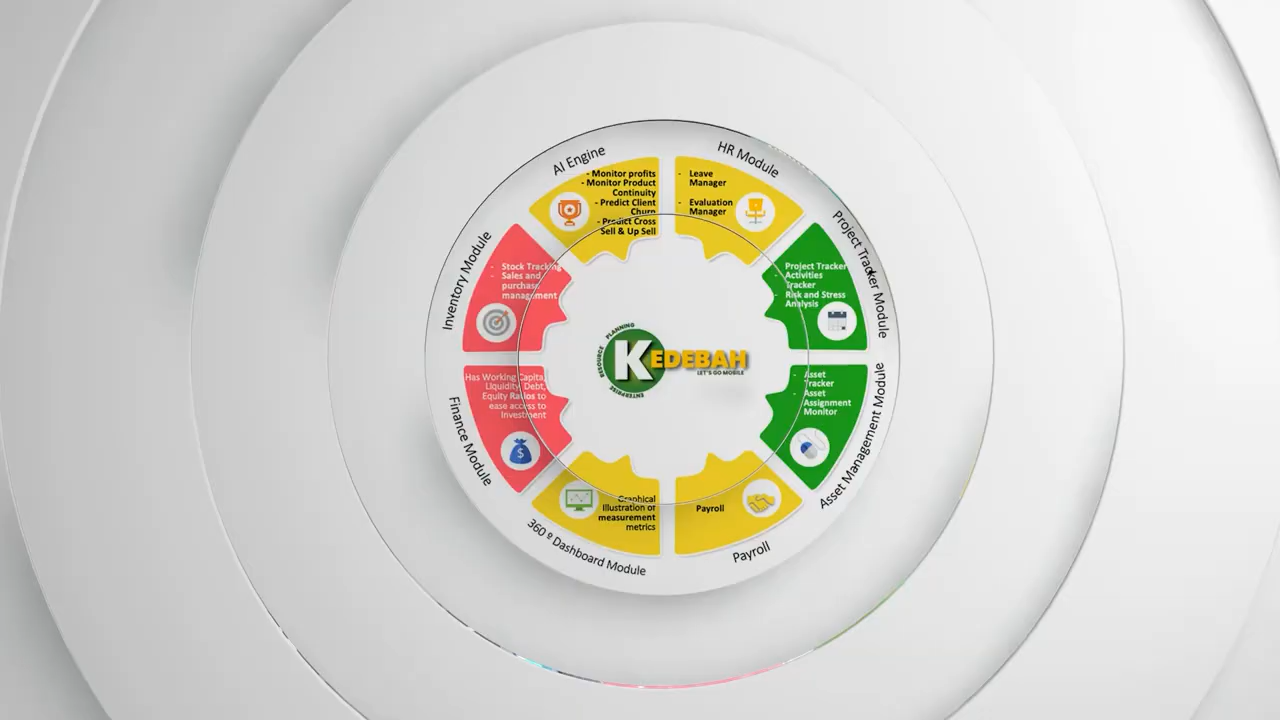 AI Engine
- Monitor profits
- Monitor Product
Continuity
- Predict Client
Churn
- Predict Cross
Sell & Up Sell
HR Module
- Leave
Manager
- Evaluation
Manager
Project Tracker Module
Project Tracker
- Activities
Tracker
- Risk and Stress
Analysis
Asset Management Module
- Asset
Tracker
- Asset
Assignment
Monitor
Payroll
Payroll
360 º Dashboard Module
Graphical
Illustration of
measurement
metrics
Finance Module
Has Working Capital,
Liquidity, Debt,
Equity Ratios to
ease access to
Investment
Inventory Module
- Stock Tracking
- Sales and
purchase
management
ENTERPRISE RESOURCE PLANNING
KEDEBAH
LET'S GO MOBILE